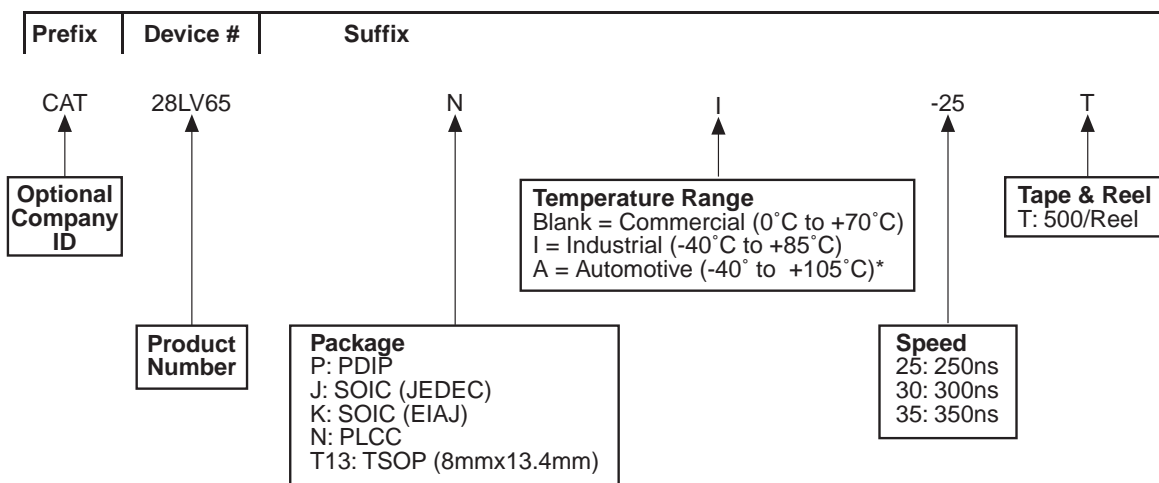 Prefix Device # Suffix
CAT 28LV65 N I -25 T
Optional
Company
ID
Temperature Range
Blank = Commercial (0˚C to +70˚C)
I = Industrial (-40˚C to +85˚C)
A = Automotive (-40˚ to +105˚C)*
Tape & Reel
T: 500/Reel
Product
Number
Package
P: PDIP
J: SOIC (JEDEC)
K: SOIC (EIAJ)
N: PLCC
T13: TSOP (8mmx13.4mm)
Speed
25: 250ns
30: 300ns
35: 350ns